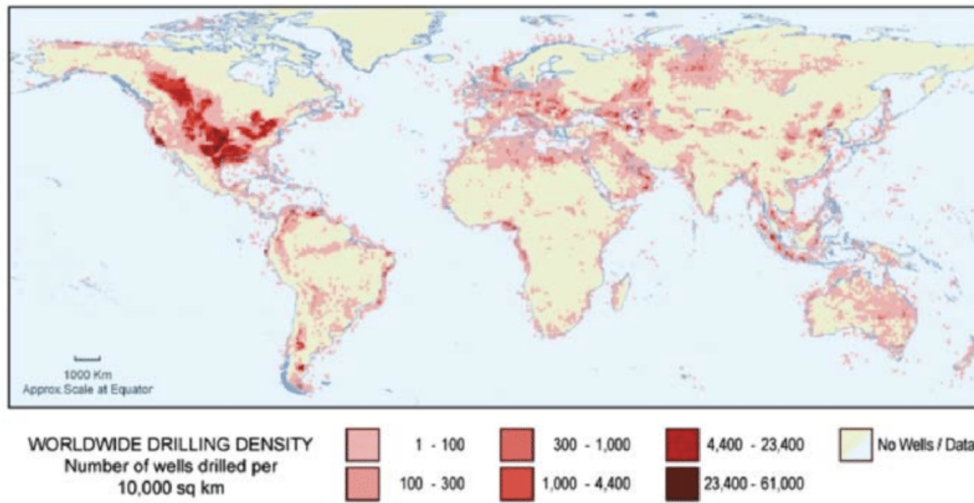 1000 Km
Approx.Scale at Equator
WORLDWIDE DRILLING DENSITY
Number of wells drilled per
10,000 sq km
1 - 100
100 - 300
300 - 1,000
1,000 - 4,400
4,400 - 23,400
23,400 - 61,000
No Wells / Data